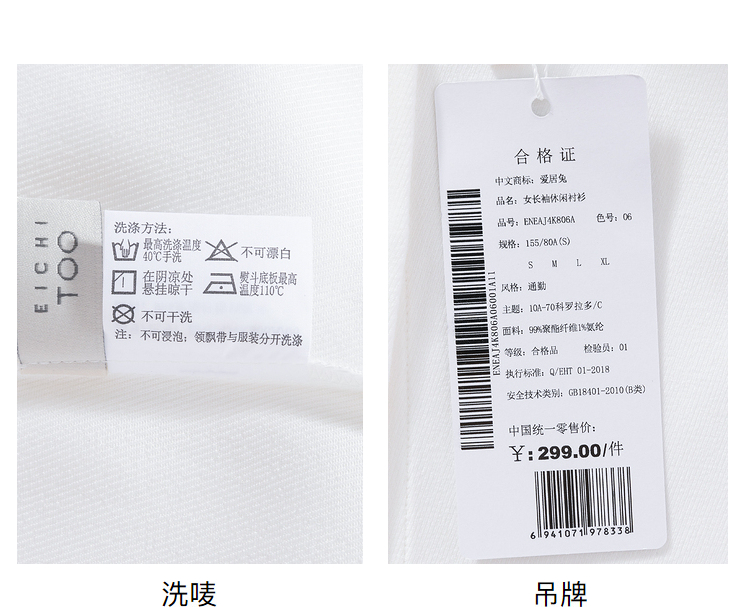 EICHI
TOO
洗涤方法:
最高洗涤温度
40℃手洗
不可漂白
在阴凉处
悬挂晾干
熨斗底板最高
温度110℃
不可干洗
注: 不可浸泡; 领飘带与服装分开洗涤
洗唛
合格证
中文商标: 爱居兔
品名: 女长袖休闲衬衫
品号: ENEAJ4K806A 色号: 06
规格: 155/80A(S)
S M L XL
风格: 通勤
主题: 10A-70科罗拉多/C
面料: 99%聚酯纤维1%氨纶
等级: 合格品 检验员: 01
执行标准: Q/EHT 01-2018
安全技术类别: GB18401-2010(B类)
中国统一零售价:
¥:299.00/件
6 941071 978338
ENEAJ4K806A06001A11
吊牌